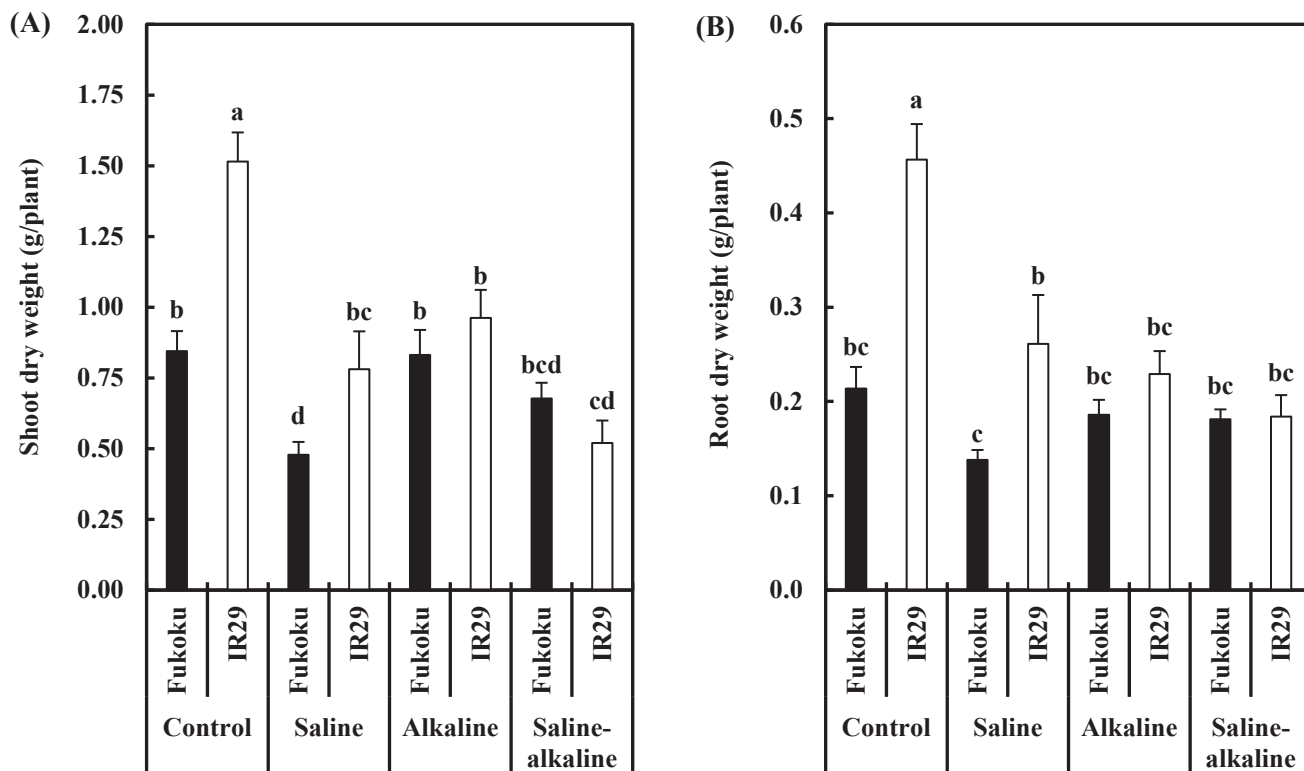 (A)
Shoot dry weight (g/plant)
2.00
1.75
1.50
1.25
1.00
0.75
0.50
0.25
0.00
b
a
d
bc
b
b
bcd
cd
Fukoku
IR29
Fukoku
IR29
Fukoku
IR29
Fukoku
IR29
Control
Saline
Alkaline
Saline-
alkaline
(B)
Root dry weight (g/plant)
0.6
0.5
0.4
0.3
0.2
0.1
0.0
bc
a
c
b
bc
bc
bc
bc
Fukoku
IR29
Fukoku
IR29
Fukoku
IR29
Fukoku
IR29
Control
Saline
Alkaline
Saline-
alkaline